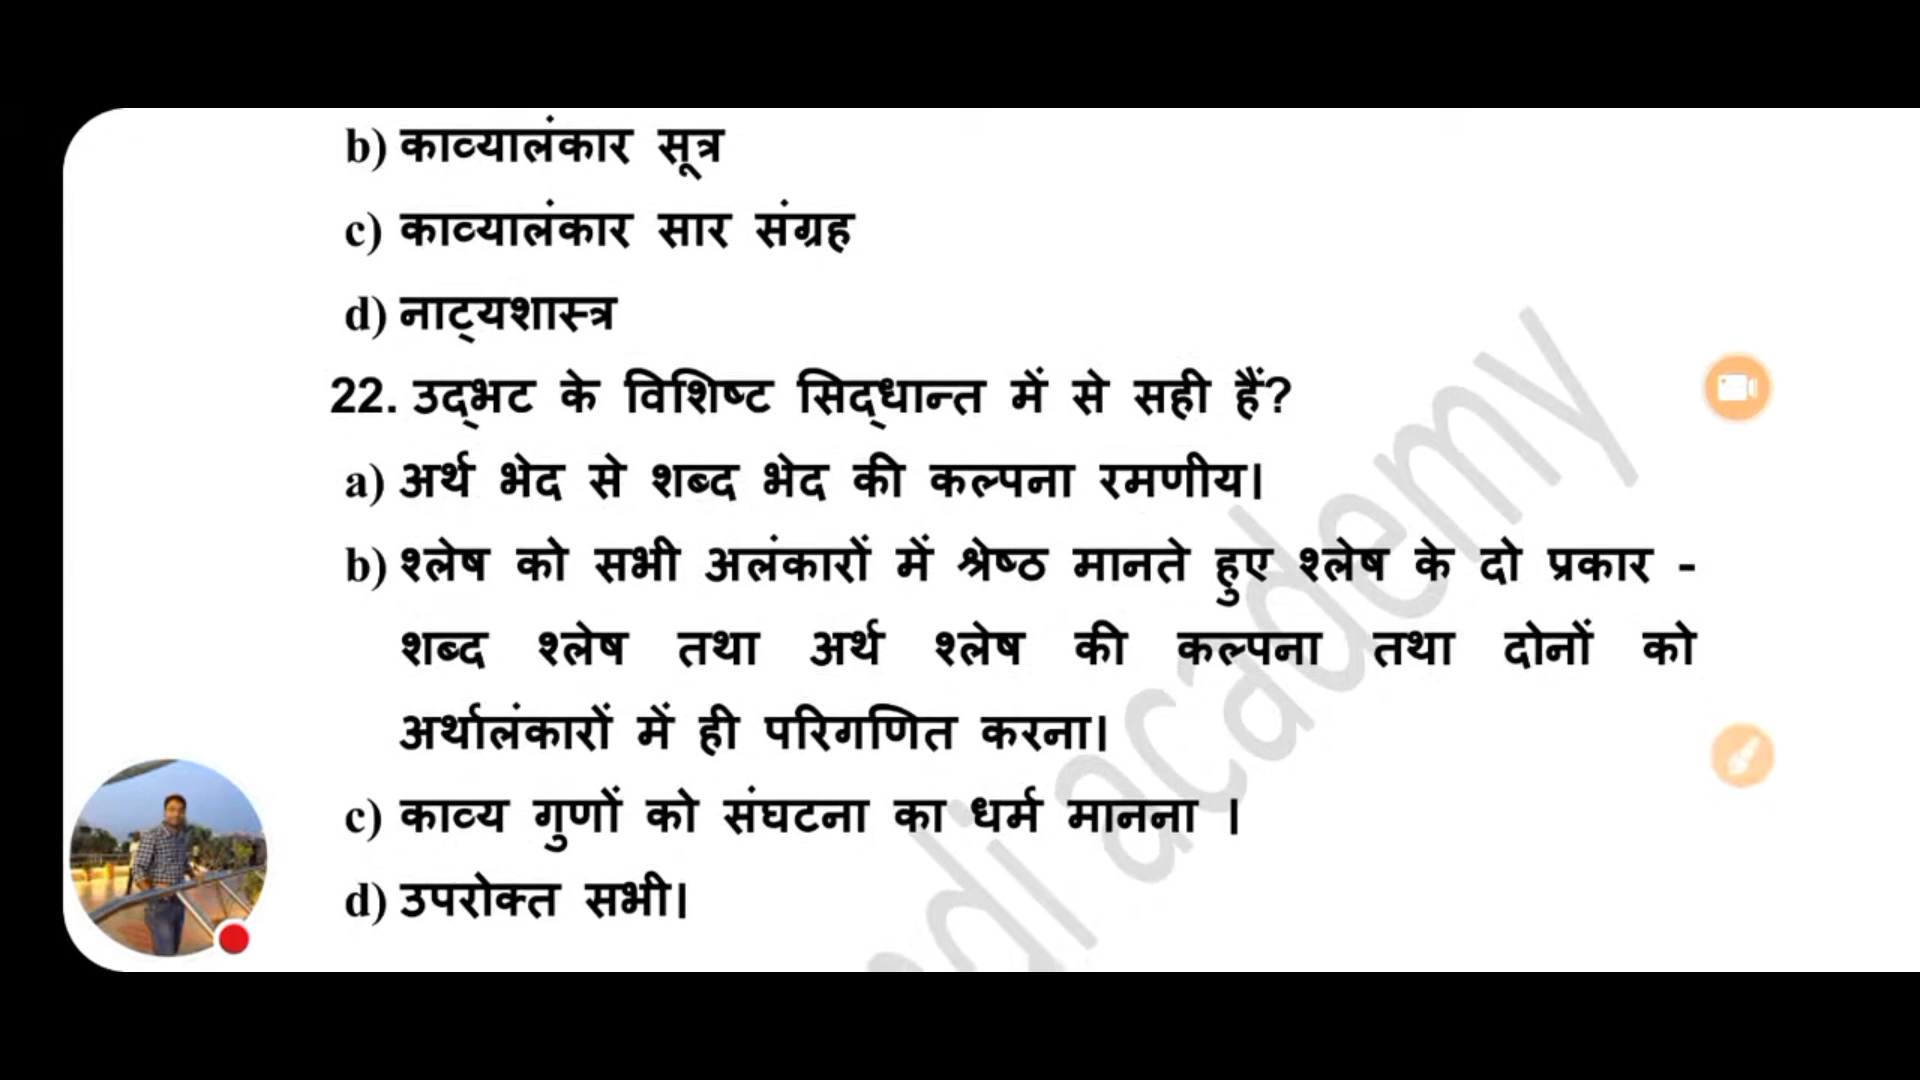 b) काव्यालंकार सूत्र
c) काव्यालंकार सार संग्रह
d) नाट्यशास्त्र
22. उद्भट के विशिष्ट सिद्धान्त में से सही हैं?
a) अर्थ भेद से शब्द भेद की कल्पना रमणीय।
b) श्लेष को सभी अलंकारों में श्रेष्ठ मानते हुए श्लेष के दो प्रकार -
शब्द श्लेष तथा अर्थ श्लेष की कल्पना तथा दोनों को
अर्थालंकारों में ही परिगणित करना।
c) काव्य गुणों को संघटना का धर्म मानना ।
d) उपरोक्त सभी।
academy